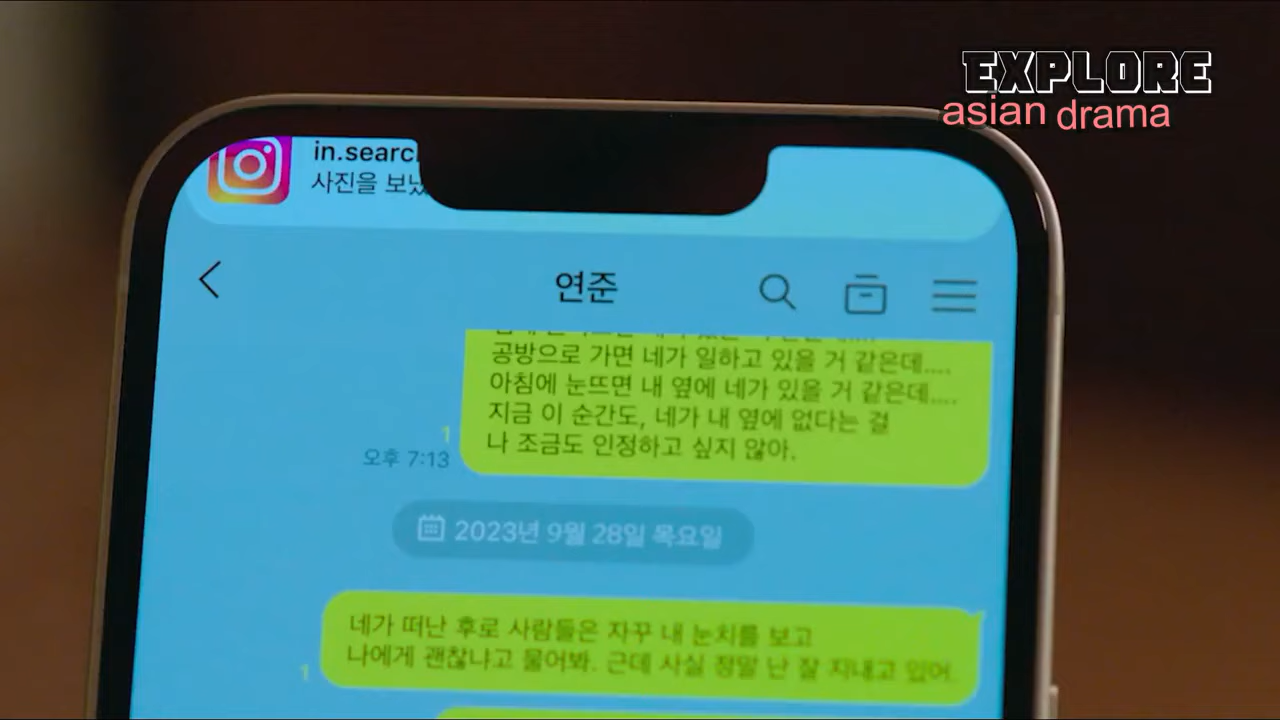 EXPLORE
asian drama
in.searc
사진을 보냈
연준
공방으로 가면 네가 일하고 있을 거 같은데....
아침에 눈뜨면 내 옆에 네가 있을 거 같은데....
지금 이 순간도, 네가 내 옆에 없다는 걸
나 조금도 인정하고 싶지 않아.
1
오후 7:13
2023년 9월 28일 목요일
네가 떠난 후로 사람들은 자꾸 내 눈치를 보고
나에게 괜찮냐고 물어봐. 근데 사실 정말 난 잘 지내고 있어.
1